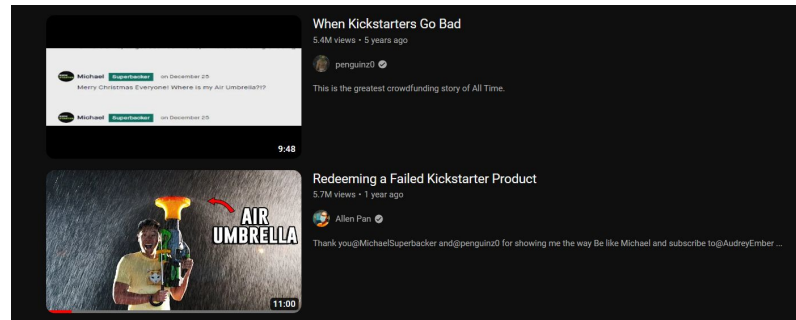 When Kickstarters Go Bad
5.4M views • 5 years ago
penguinz0
This is the greatest crowdfunding story of All Time.
Michael Superbacker on December 25
Merry Christmas Everyone! Where is my Air Umbrella?!?
Michael Superbacker on December 25
9:48
Redeeming a Failed Kickstarter Product
5.7M views • 1 year ago
Allen Pan
Thank you@MichaelSuperbacker and@penguinz0 for showing me the way Be like Michael and subscribe to@AudreyEmber ...
AIR
UMBRELLA
11:00